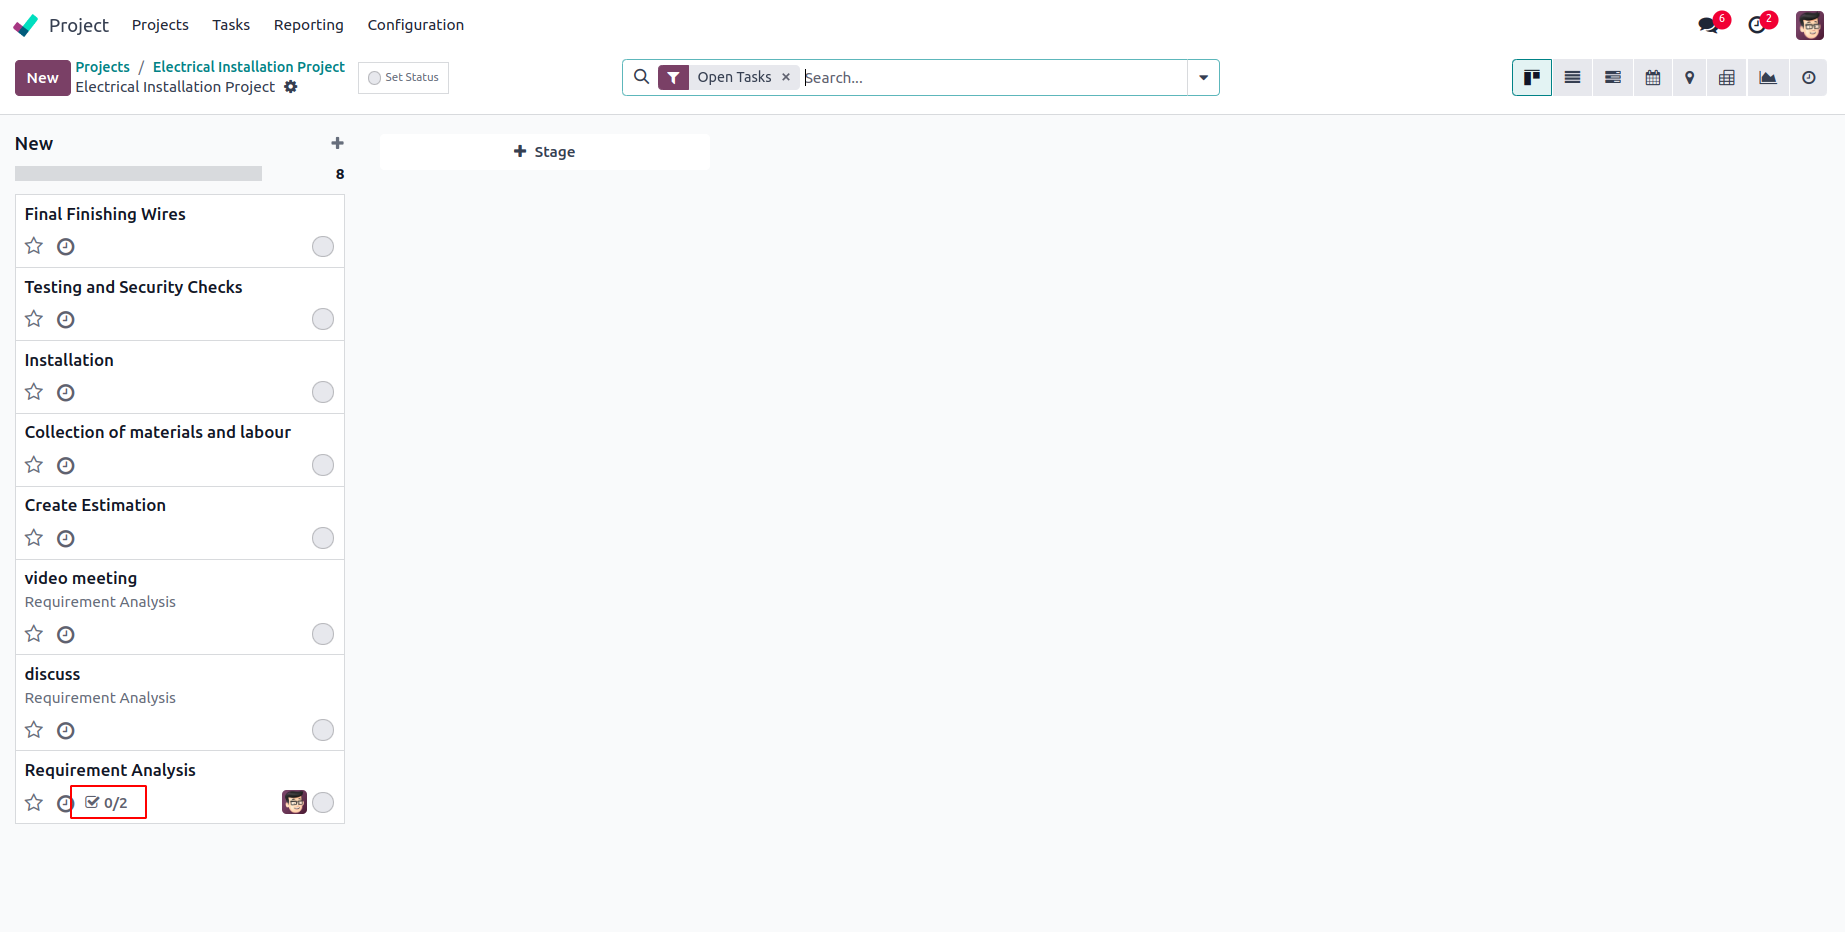 Project Projects Tasks Reporting Configuration 6 2
New Projects / Electrical Installation Project
Electrical Installation Project
Set Status
Open Tasks × Search...
New +
8
+ Stage
Final Finishing Wires
Testing and Security Checks
Installation
Collection of materials and labour
Create Estimation
video meeting
Requirement Analysis
discuss
Requirement Analysis
Requirement Analysis
0/2